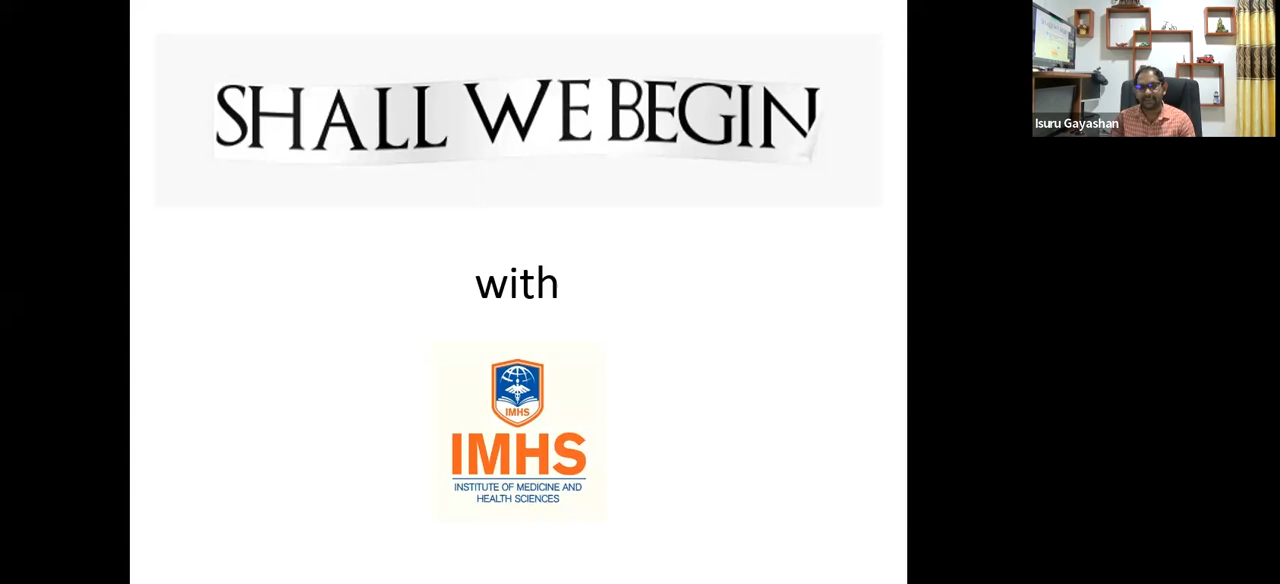 SHALL WE BEGIN
with
IMHS
IMHS
INSTITUTE OF MEDICINE AND
HEALTH SCIENCES
Isuru Gayashan